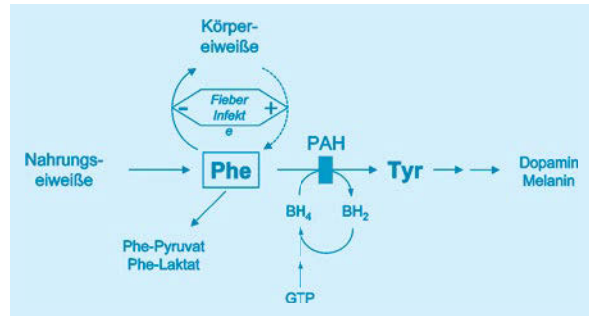 Körper-
eiweiße
Fieber
Infekt
e
-
+
PAH
Nahrungs-
eiweiße
Phe
Tyr
Dopamin
Melanin
BH₄
BH₂
Phe-Pyruvat
Phe-Laktat
GTP